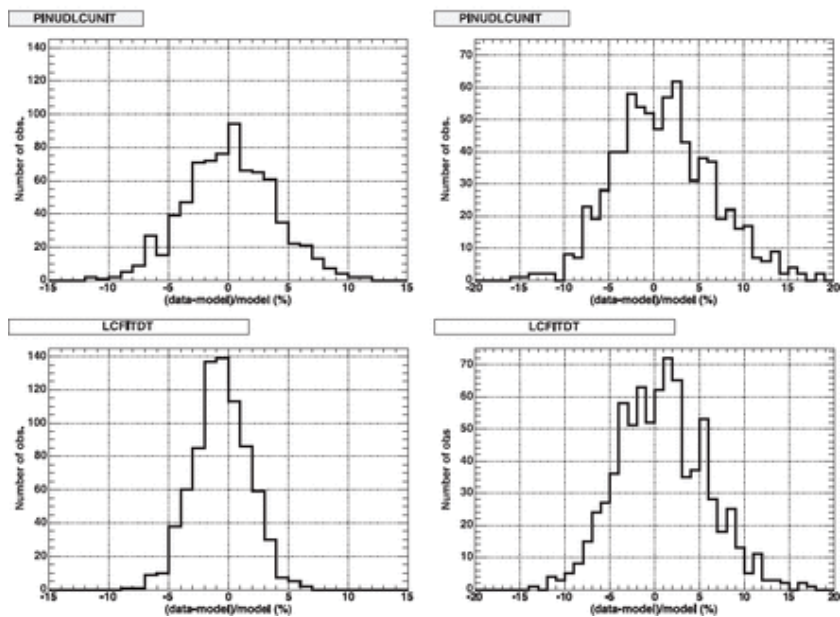 PINUDLCUNIT
140
120
100
80
60
40
20
0
Number of obs.
-15 -10 -5 0 5 10 15
(data-model)/model (%)
PINUDLCUNIT
70
60
50
40
30
20
10
0
Number of obs.
-20 -15 -10 -5 0 5 10 15 20
(data-model)/model (%)
LCFITDT
140
120
100
80
60
40
20
0
Number of obs.
-15 -10 -5 0 5 10 15
(data-model)/model (%)
LCFITDT
70
60
50
40
30
20
10
0
Number of obs
-20 -15 -10 -5 0 5 10 15 20
(data-model)/model (%)